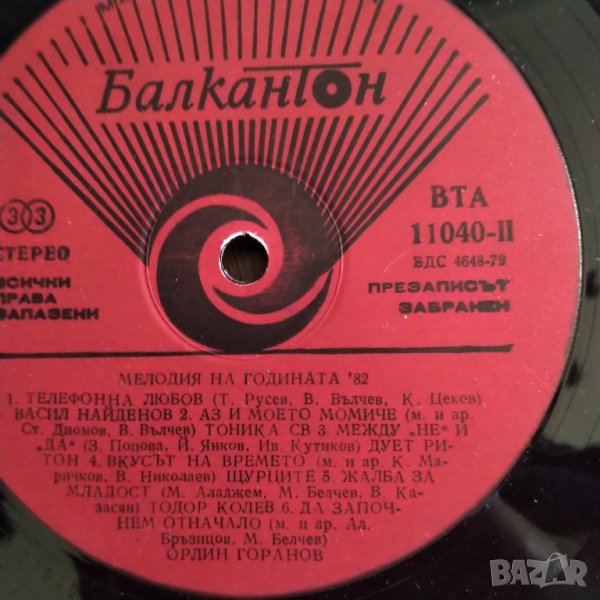 Балкантон
33
СТЕРЕО
ВСИЧКИ
ПРАВА
ЗАПАЗЕНИ
ВТА
11040-II
БДС 4648-79
ПРЕЗАПИСЪТ
ЗАБРАНЕН
МЕЛОДИЯ НА ГОДИНАТА '82
1. ТЕЛЕФОННА ЛЮБОВ (Т. Русев, В. Вълчев, К. Цеков)
ВАСИЛ НАЙДЕНОВ 2. АЗ И МОЕТО МОМИЧЕ (м. и ар.
Ст. Диомов, В. Вълчев) ТОНИКА СВ 3. МЕЖДУ „НЕ" И
„ДА" (З. Попова, Й. Янков, Ив. Кутиков) ДУЕТ РИ-
ТОН 4. ВКУСЪТ НА ВРЕМЕТО (м. и ар. К. Ма-
ричков, В. Николаев) ЩУРЦИТЕ 5. ЖАЛБА ЗА
МЛАДОСТ (М. Аладжем, М. Белчев, В. Ка-
засян) ТОДОР КОЛЕВ 6. ДА ЗАПОЧ-
НЕМ ОТНАЧАЛО (м. и ар. Ал.
Бръзицов, М. Белчев)
ОРЛИН ГОРАНОВ
BAZAR